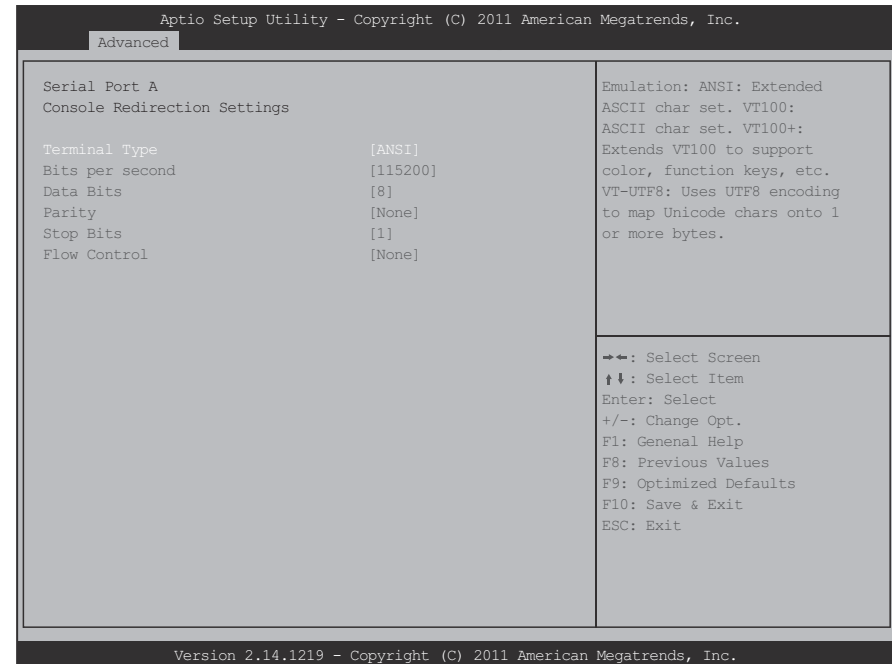 Aptio Setup Utility - Copyright (C) 2011 American Megatrends, Inc.
Advanced
Serial Port A
Console Redirection Settings
Terminal Type [ANSI]
Bits per second [115200]
Data Bits [8]
Parity [None]
Stop Bits [1]
Flow Control [None]
Emulation: ANSI: Extended
ASCII char set. VT100:
ASCII char set. VT100+:
Extends VT100 to support
color, function keys, etc.
VT-UTF8: Uses UTF8 encoding
to map Unicode chars onto 1
or more bytes.
→←: Select Screen
↑↓: Select Item
Enter: Select
+/-: Change Opt.
F1: Genenal Help
F8: Previous Values
F9: Optimized Defaults
F10: Save & Exit
ESC: Exit
Version 2.14.1219 - Copyright (C) 2011 American Megatrends, Inc.